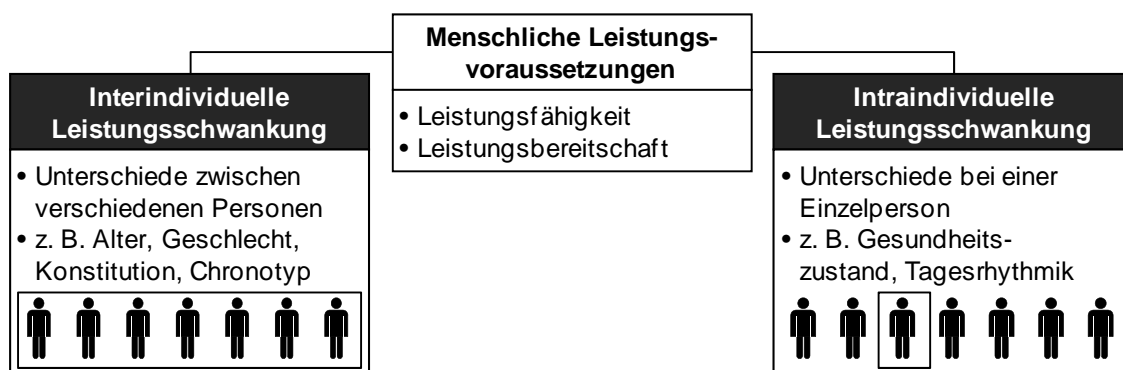 Menschliche Leistungs-
voraussetzungen
• Leistungsfähigkeit
• Leistungsbereitschaft
Interindividuelle
Leistungsschwankung
• Unterschiede zwischen
verschiedenen Personen
• z. B. Alter, Geschlecht,
Konstitution, Chronotyp
Intraindividuelle
Leistungsschwankung
• Unterschiede bei einer
Einzelperson
• z. B. Gesundheits-
zustand, Tagesrhythmik